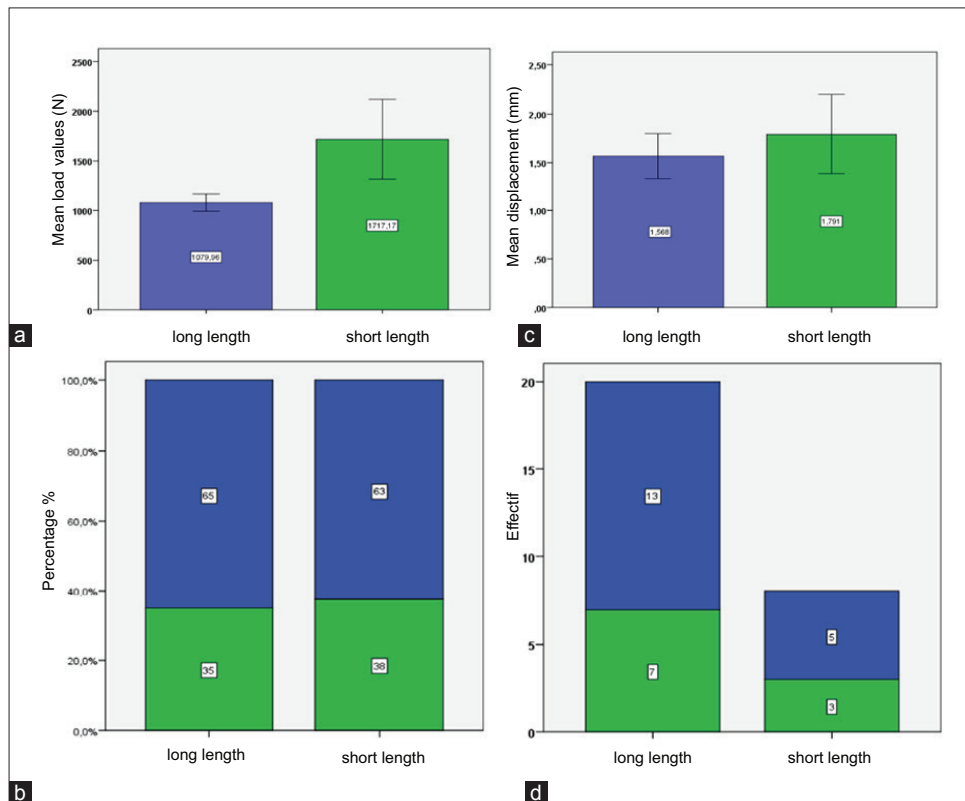 Mean load values (N)
2500
2000
1500
1000
500
0
1079,96
1717,17
long length
short length
a
Mean displacement (mm)
2,50
2,00
1,50
1,00
,50
,00
1,568
1,791
long length
short length
c
Percentage %
100,0%
80,0%
60,0%
40,0%
20,0%
0,0%
65
63
35
38
long length
short length
b
Effectif
20
15
10
5
0
13
5
7
3
long length
short length
d